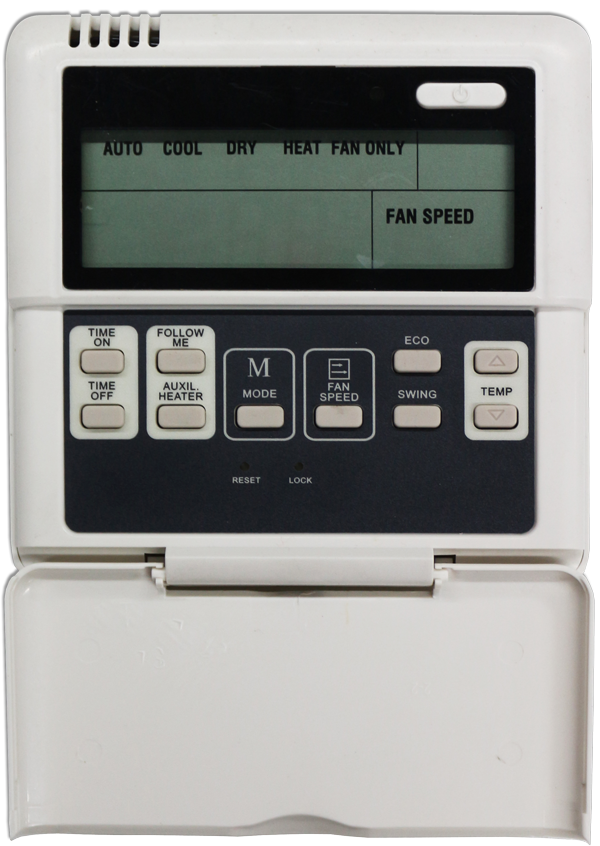 AUTO COOL DRY HEAT FAN ONLY
FAN SPEED
TIME
ON
FOLLOW
ME
ECO
M
MODE
FAN
SPEED
TIME
OFF
AUXIL.
HEATER
SWING
TEMP
RESET LOCK